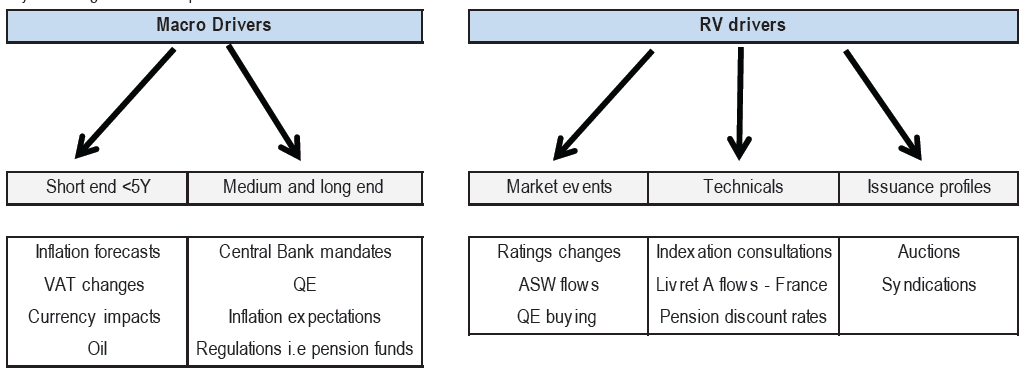 Macro Drivers
RV drivers
Short end <5Y
Medium and long end
Market events
Technicals
Issuance profiles
Inflation forecasts
VAT changes
Currency impacts
Oil
Central Bank mandates
QE
Inflation expectations
Regulations i.e pension funds
Ratings changes
ASW flows
QE buying
Indexation consultations
Livret A flows - France
Pension discount rates
Auctions
Syndications